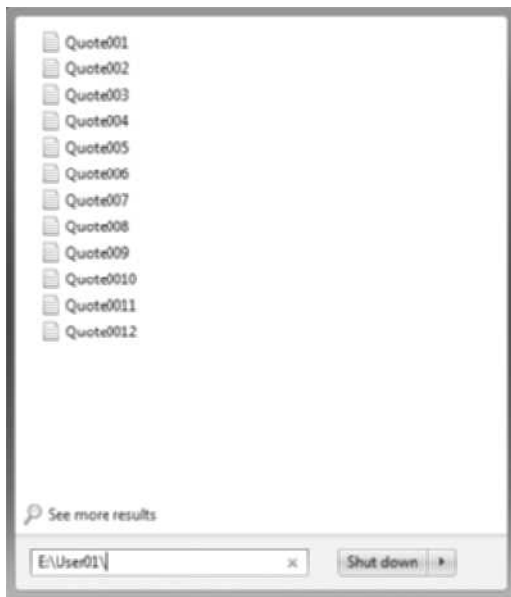 Quote001
Quote002
Quote003
Quote004
Quote005
Quote006
Quote007
Quote008
Quote009
Quote0010
Quote0011
Quote0012
See more results
E:\User01\
Shut down